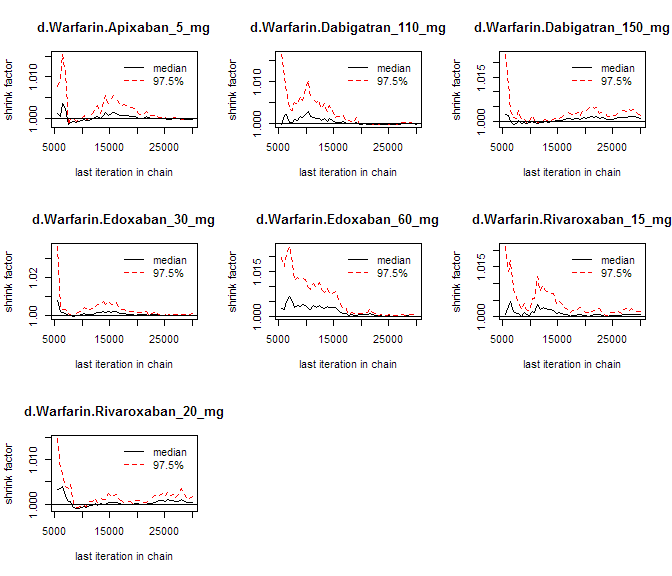 d.Warfarin.Apixaban_5_mg
shrink factor
1.000
1.010
median
97.5%
5000
15000
25000
last iteration in chain
d.Warfarin.Dabigatran_110_mg
shrink factor
1.000
1.010
median
97.5%
5000
15000
25000
last iteration in chain
d.Warfarin.Dabigatran_150_mg
shrink factor
1.000
1.015
median
97.5%
5000
15000
25000
last iteration in chain
d.Warfarin.Edoxaban_30_mg
shrink factor
1.00
1.02
median
97.5%
5000
15000
25000
last iteration in chain
d.Warfarin.Edoxaban_60_mg
shrink factor
1.000
1.015
median
97.5%
5000
15000
25000
last iteration in chain
d.Warfarin.Rivaroxaban_15_mg
shrink factor
1.000
1.015
median
97.5%
5000
15000
25000
last iteration in chain
d.Warfarin.Rivaroxaban_20_mg
shrink factor
1.000
1.010
median
97.5%
5000
15000
25000
last iteration in chain